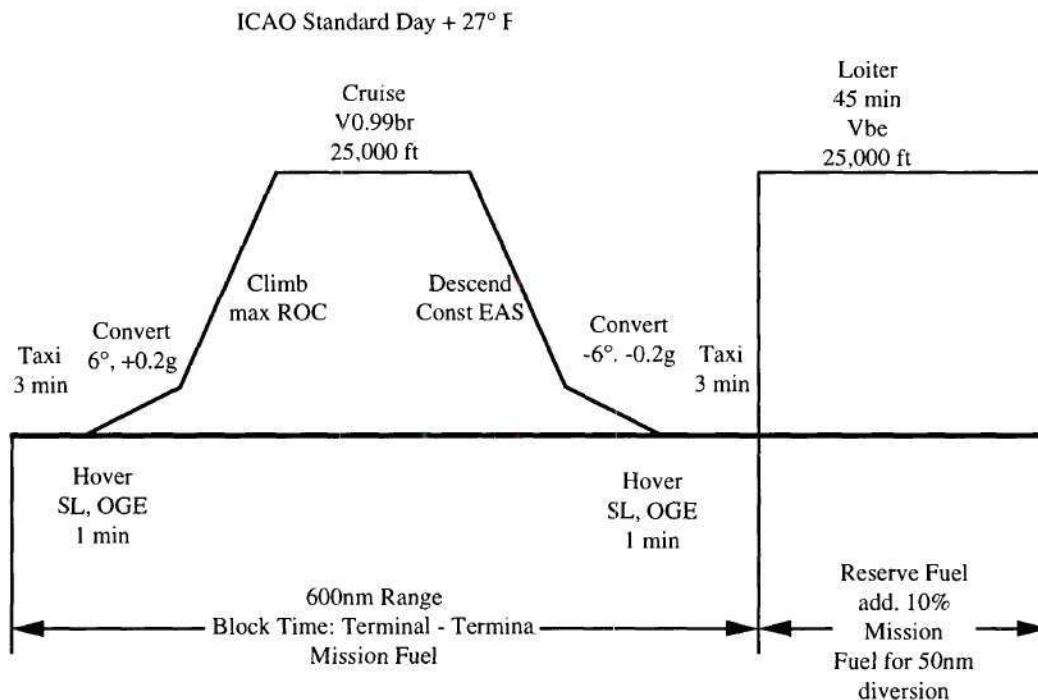 ICAO Standard Day + 27° F
Cruise
V0.99br
25,000 ft
Loiter
45 min
Vbe
25,000 ft
Climb
max ROC
Descend
Const EAS
Convert
6°, +0.2g
Convert
-6°. -0.2g
Taxi
3 min
Taxi
3 min
Hover
SL, OGE
1 min
Hover
SL, OGE
1 min
600nm Range
Block Time: Terminal - Termina
Mission Fuel
Reserve Fuel
add. 10%
Mission
Fuel for 50nm
diversion